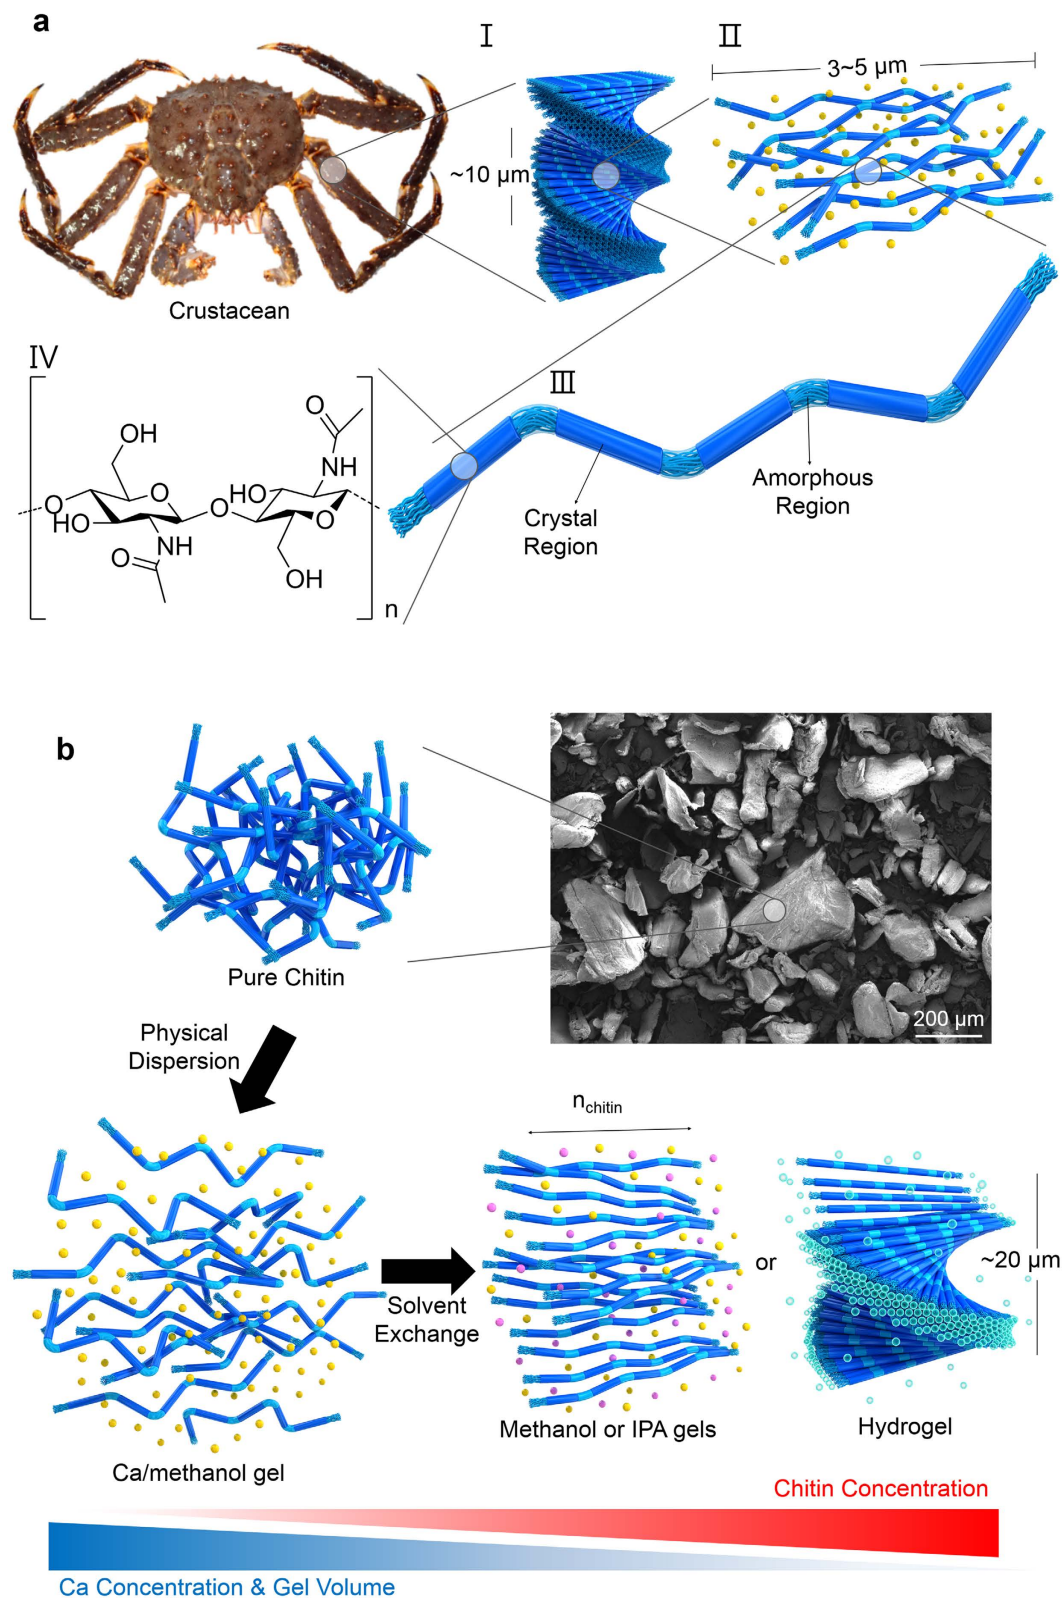 a
I
II
3~5 µm
~10 µm
Crustacean
IV
III
OH
O
NH
O
HO
O
HO
O
O
NH
O
OH
n
Crystal
Region
Amorphous
Region
b
Pure Chitin
200 µm
Physical
Dispersion
n chitin
Solvent
Exchange
or
~20 µm
Methanol or IPA gels
Hydrogel
Ca/methanol gel
Chitin Concentration
Ca Concentration & Gel Volume